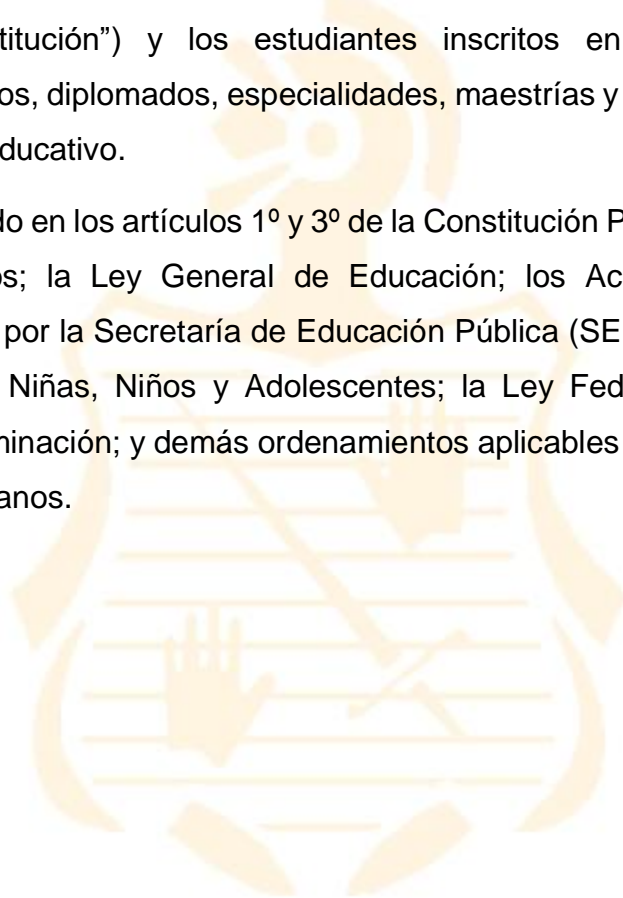 titución”) y los estudiantes inscritos en
os, diplomados, especialidades, maestrías y
ducativo.
do en los artículos 1º y 3º de la Constitución P
os; la Ley General de Educación; los Ac
por la Secretaría de Educación Pública (SE
Niñas, Niños y Adolescentes; la Ley Fed
minación; y demás ordenamientos aplicables
anos.